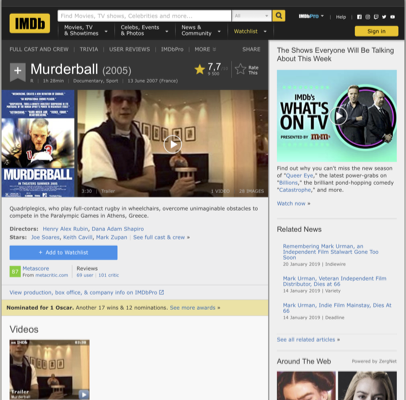 IMDb
Find Movies, TV shows, Celebrities and more...
All
IMDbPro
Help
Movies, TV
& Showtimes
Celebs, Events
& Photos
News &
Community
Watchlist
Sign in
FULL CAST AND CREW | TRIVIA | USER REVIEWS | IMDbPro | MORE
SHARE
Murderball (2005)
1h 28min | Documentary, Sport | 13 June 2007 (France)
7,7
Rate
This
MURDERBALL
3:30 Trailer
1 VIDEO | 20 IMAGES
Quadriplegics, who play full-contact rugby in wheelchairs, overcome unimaginable obstacles to
compete in the Paralympic Games in Athens, Greece.
Directors: Henry Alex Rubin, Dana Adam Shapiro
Stars: Joe Soares, Keith Cavill, Mark Zupan | See full cast & crew »
+ Add to Watchlist
87
Metascore
From metacritic.com
Reviews
69 user | 101 critic
View production, box office, & company info on IMDbPro
Nominated for 1 Oscar. Another 17 wins & 12 nominations. See more awards »
Videos
Trailer
The Shows Everyone Will Be Talking
About This Week
IMDb's
WHAT'S
ON TV
PRESENTED BY
Find out why you can't miss the new season
of "Queer Eye," the latest power-grabs on
"Billions," the brilliant pond-hopping comedy
"Catastrophe," and more.
Watch now »
Related News
Remembering Mark Urman, an
Independent Film Stalwart Gone Too
Soon
20 January 2019 | Indiewire
Mark Urman, Veteran Independent Film
Distributor, Dies at 66
14 January 2019 | Variety
Mark Urman, Indie Film Mainstay, Dies At
66
14 January 2019 | Deadline
See all related articles »
Around The Web
Powered by ZergNet